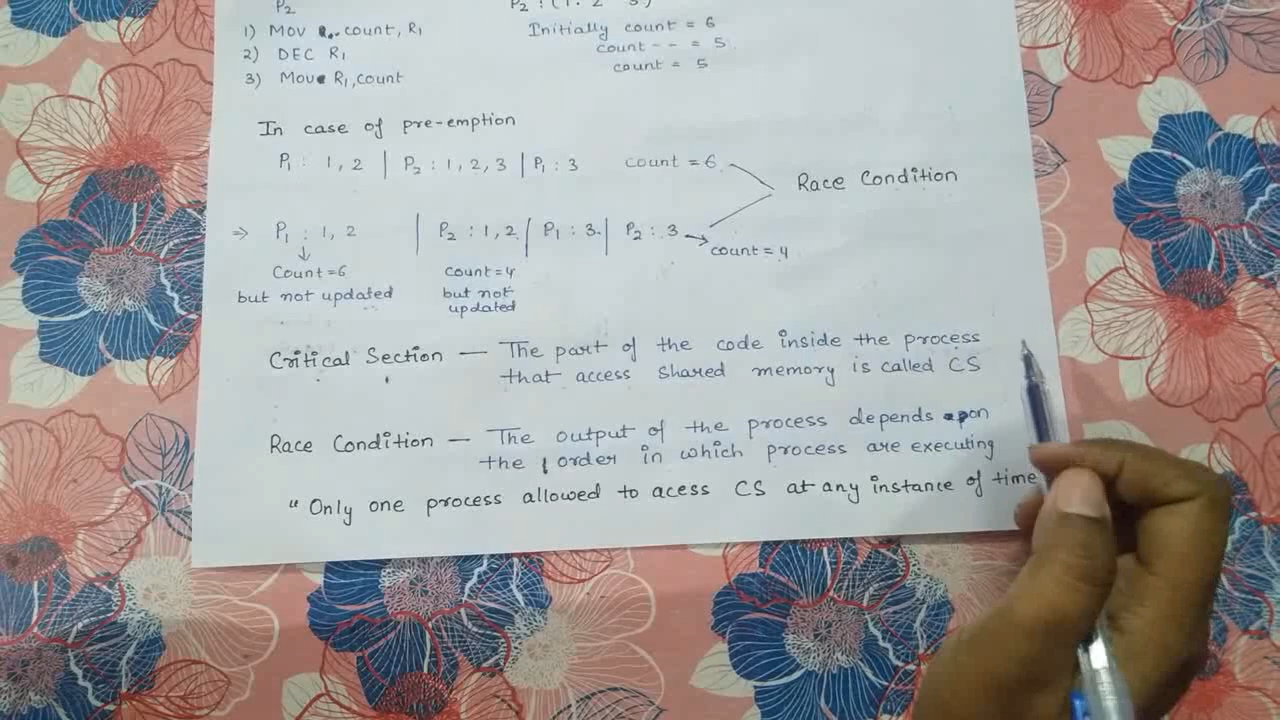 P2
P2 : (1. 2 3)
1) Mov count, R1
Initially count = 6
2) DEC R1
count -- = 5
3) Move R1, count
count = 5
In case of pre-emption
P1 : 1, 2 | P2 : 1, 2, 3 | P1 : 3 count = 6
Race Condition
⇒ P1 : 1, 2 | P2 : 1, 2. | P1 : 3. | P2 : 3 → count = 4
↓
Count = 6 count = 4
but not updated but not
updated
Critical Section — The part of the code inside the process
that access shared memory is called CS
Race Condition — The output of the process depends upon
the order in which process are executing
“Only one process allowed to acess CS at any instance of time